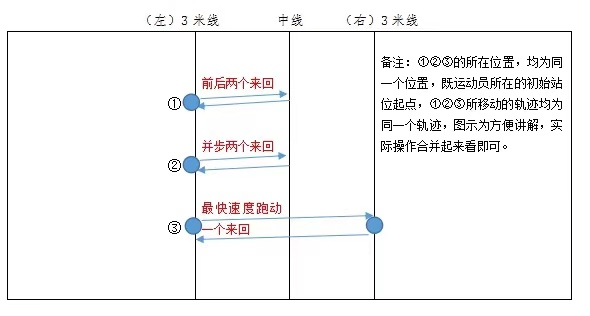 （左）3 米线 中线 （右）3 米线
前后两个来回
①
并步两个来回
②
最快速度跑动
③ 一个来回
备注：①②③的所在位置，均为同
一个位置，既运动员所在的初始站
位起点，①②③所移动的轨迹均为
同一个轨迹，图示为方便讲解，实
际操作合并起来看即可。